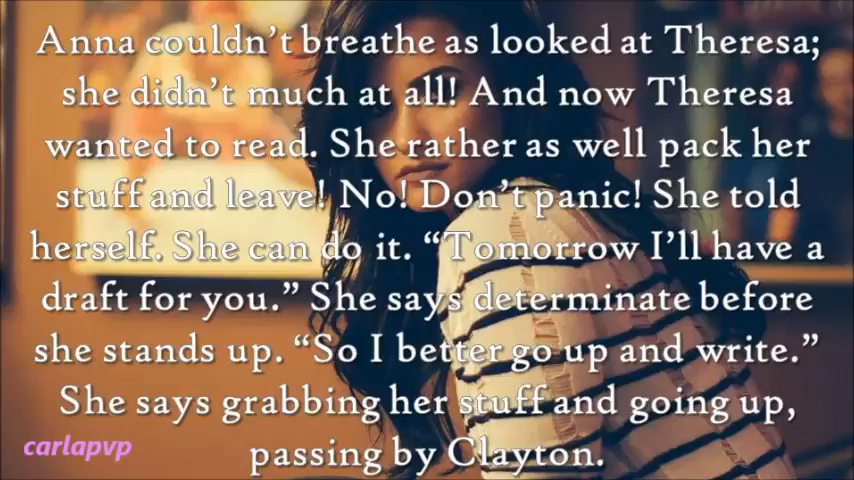 Anna couldn't breathe as looked at Theresa;
she didn't much at all! And now Theresa
wanted to read. She rather as well pack her
stuff and leave! No! Don't panic! She told
herself. She can do it. “Tomorrow I'll have a
draft for you.” She says determinate before
she stands up. “So I better go up and write.”
She says grabbing her stuff and going up,
passing by Clayton.
carlapvp